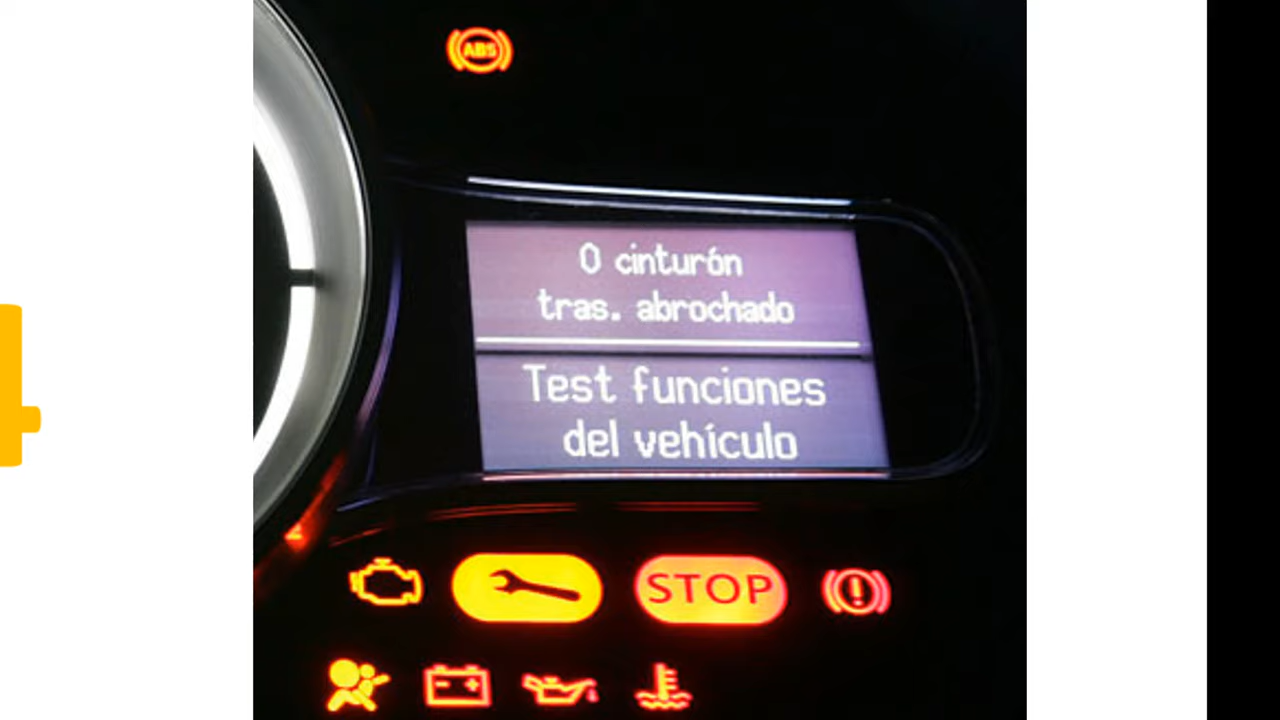 ABS
0 cinturón
tras. abrochado
Test funciones
del vehículo
STOP